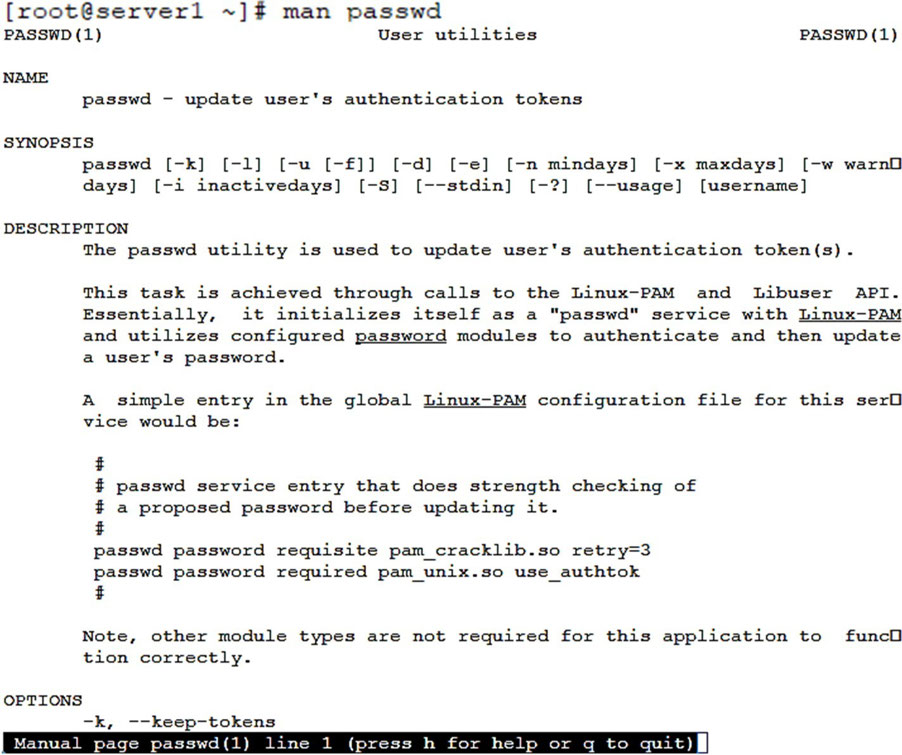 [root@server1 ~]# man passwd
PASSWD(1) User utilities PASSWD(1)
NAME
passwd - update user's authentication tokens
SYNOPSIS
passwd [-k] [-l] [-u [-f]] [-d] [-e] [-n mindays] [-x maxdays] [-w warn□
days] [-i inactivedays] [-S] [--stdin] [-?] [--usage] [username]
DESCRIPTION
The passwd utility is used to update user's authentication token(s).
This task is achieved through calls to the Linux-PAM and Libuser API.
Essentially, it initializes itself as a "passwd" service with Linux-PAM
and utilizes configured password modules to authenticate and then update
a user's password.
A simple entry in the global Linux-PAM configuration file for this ser□
vice would be:
#
# passwd service entry that does strength checking of
# a proposed password before updating it.
#
passwd password requisite pam_cracklib.so retry=3
passwd password required pam_unix.so use_authtok
#
Note, other module types are not required for this application to func□
tion correctly.
OPTIONS
-k, --keep-tokens
Manual page passwd(1) line 1 (press h for help or q to quit)